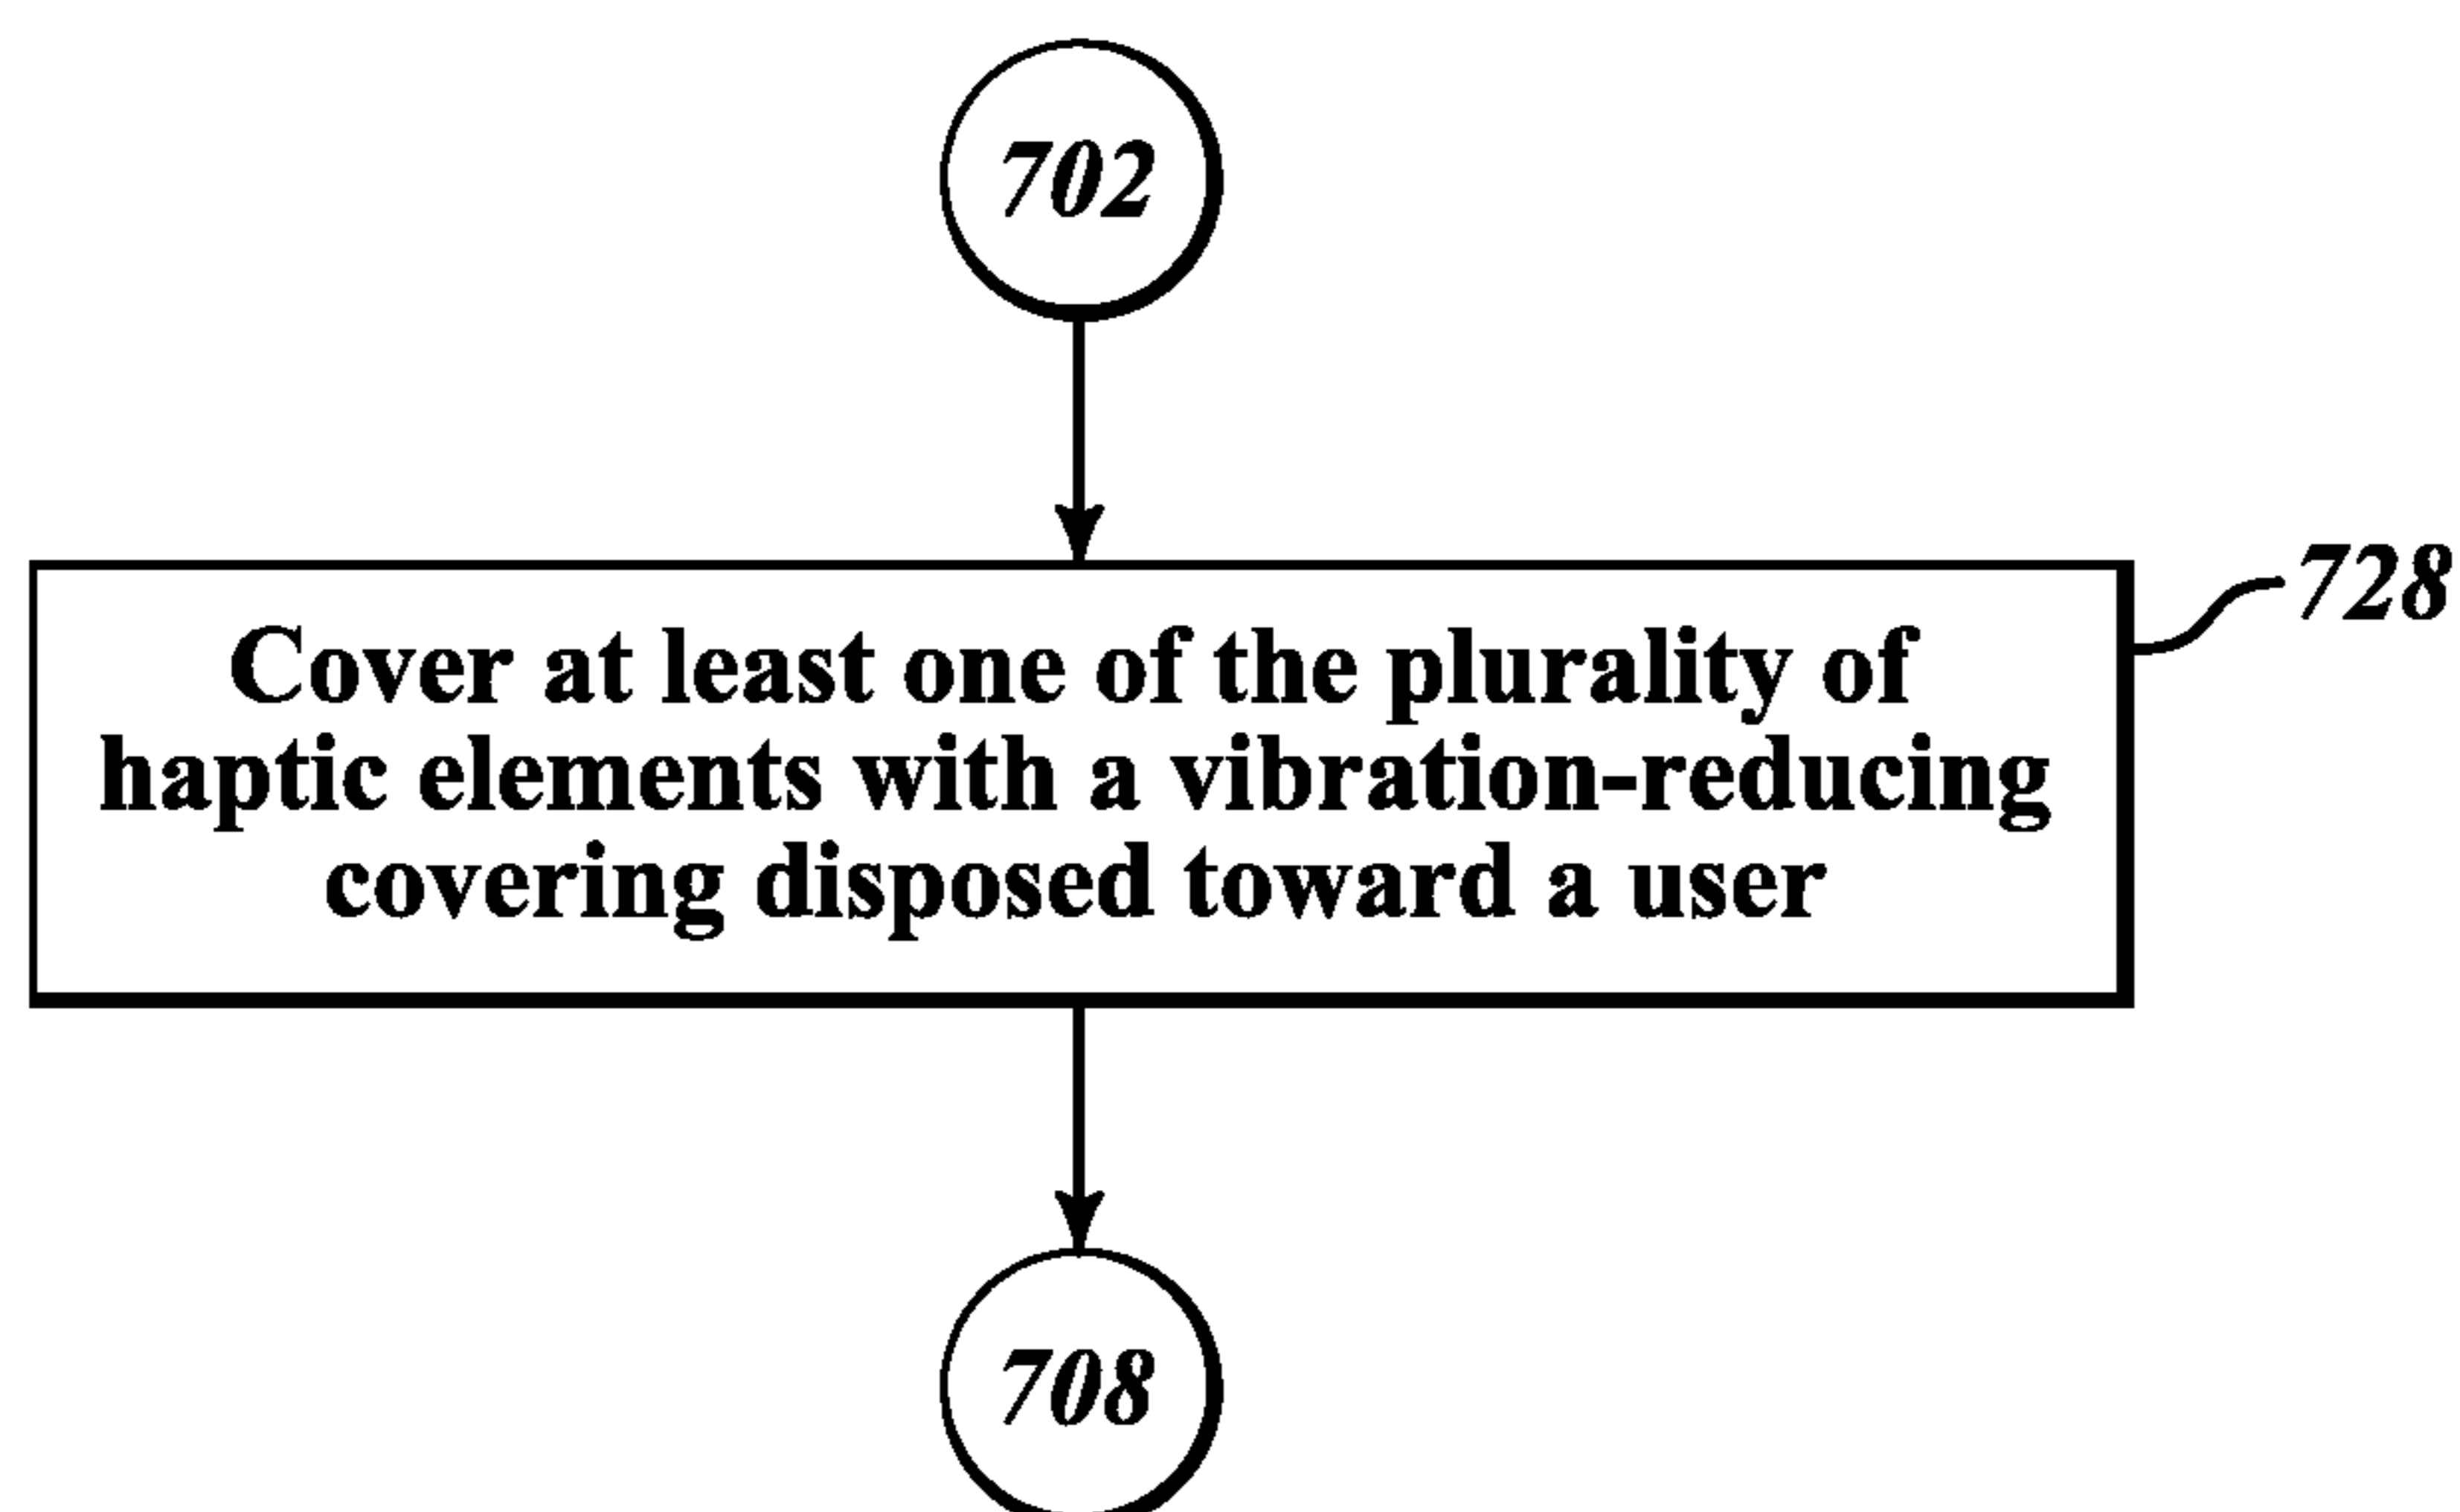 702
728
Cover at least one of the plurality of
haptic elements with a vibration-reducing
covering disposed toward a user
708